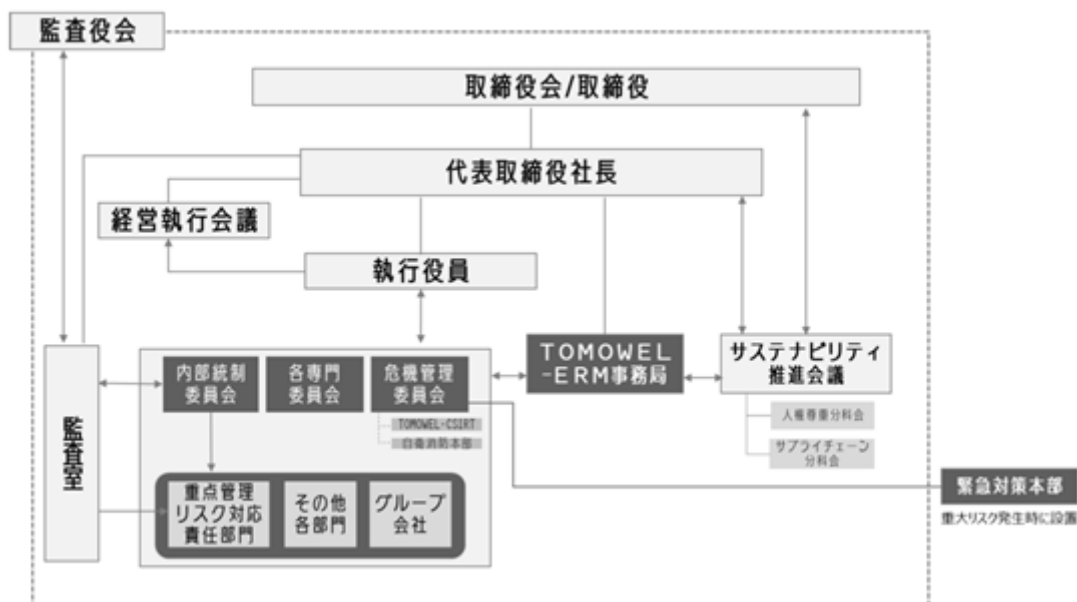 監査役会
取締役会/取締役
代表取締役社長
経営執行会議
執行役員
監査室
内部統制
委員会
各専門
委員会
危機管理
委員会
TOMOWEL-CSIRT
自衛消防本部
TOMOWEL
-ERM事務局
サステナビリティ
推進会議
人権尊重分科会
サプライチェーン
分科会
重点管理
リスク対応
責任部門
その他
各部門
グループ
会社
緊急対策本部
重大リスク発生時に設置